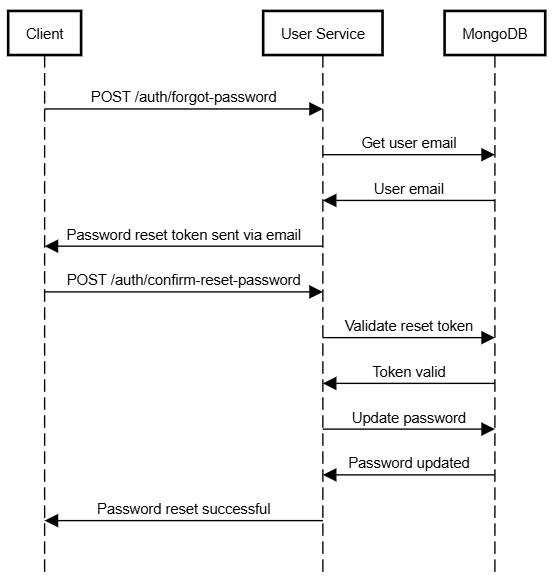 Client
User Service
MongoDB
POST /auth/forgot-password
Get user email
User email
Password reset token sent via email
POST /auth/confirm-reset-password
Validate reset token
Token valid
Update password
Password updated
Password reset successful